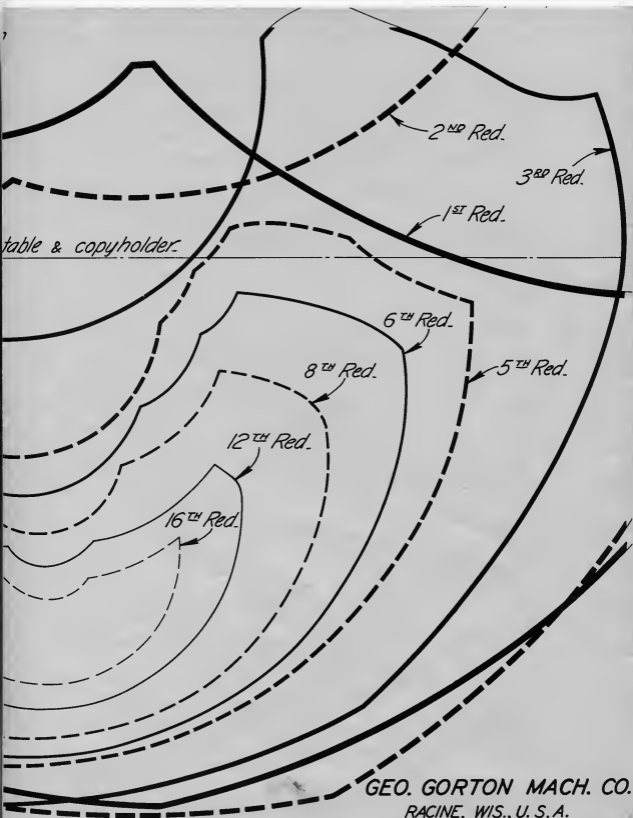 2ND Red.
3RD Red.
1ST Red.
table & copyholder
6TH Red.
8TH Red.
5TH Red.
12TH Red.
16TH Red.
GEO. GORTON MACH. CO.
RACINE, WIS., U.S.A.